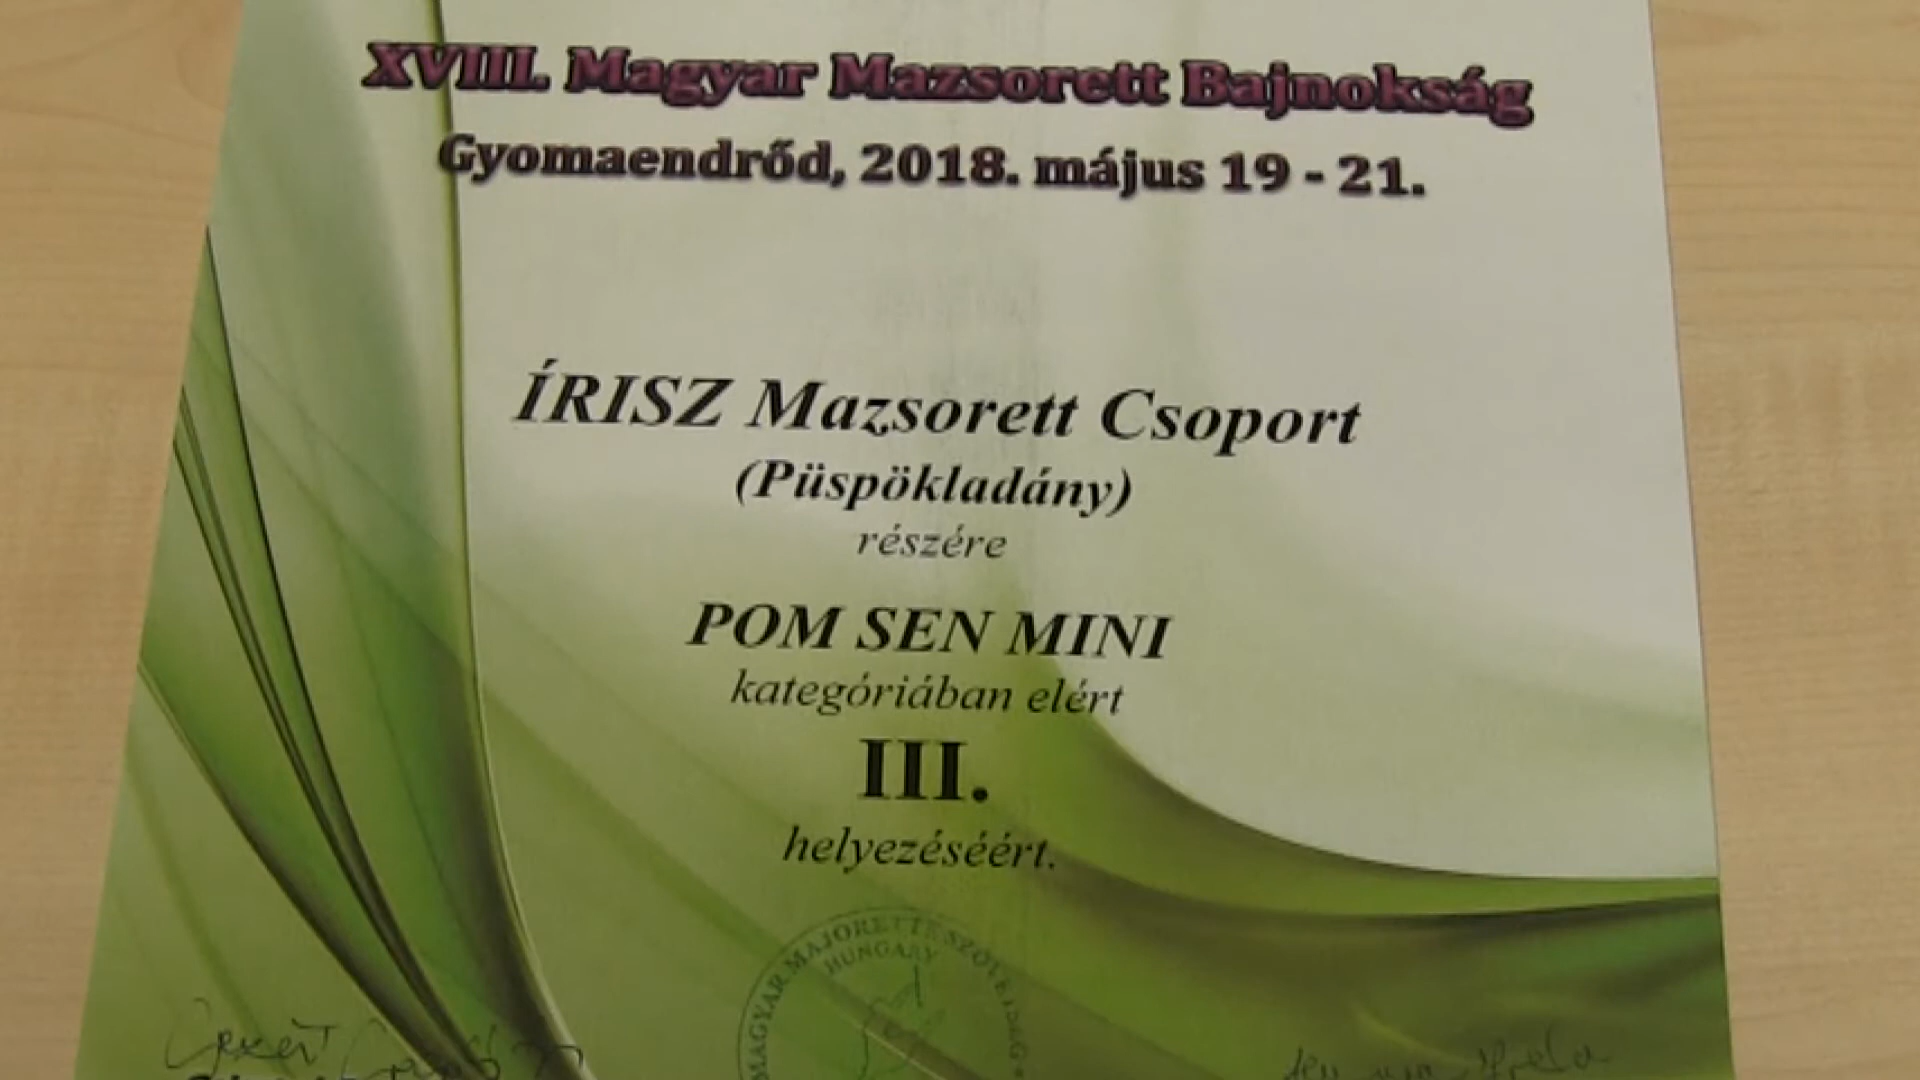 XVIII. Magyar Mazsorett Bajnokság
Gyomaendrőd, 2018. május 19 - 21.
ÍRISZ Mazsorett Csoport
(Püspökladány)
részére
POM SEN MINI
kategóriában elért
III.
helyezéséért.
MAGYAR MAJORETTE SZÖVETSÉG
HUNGARY